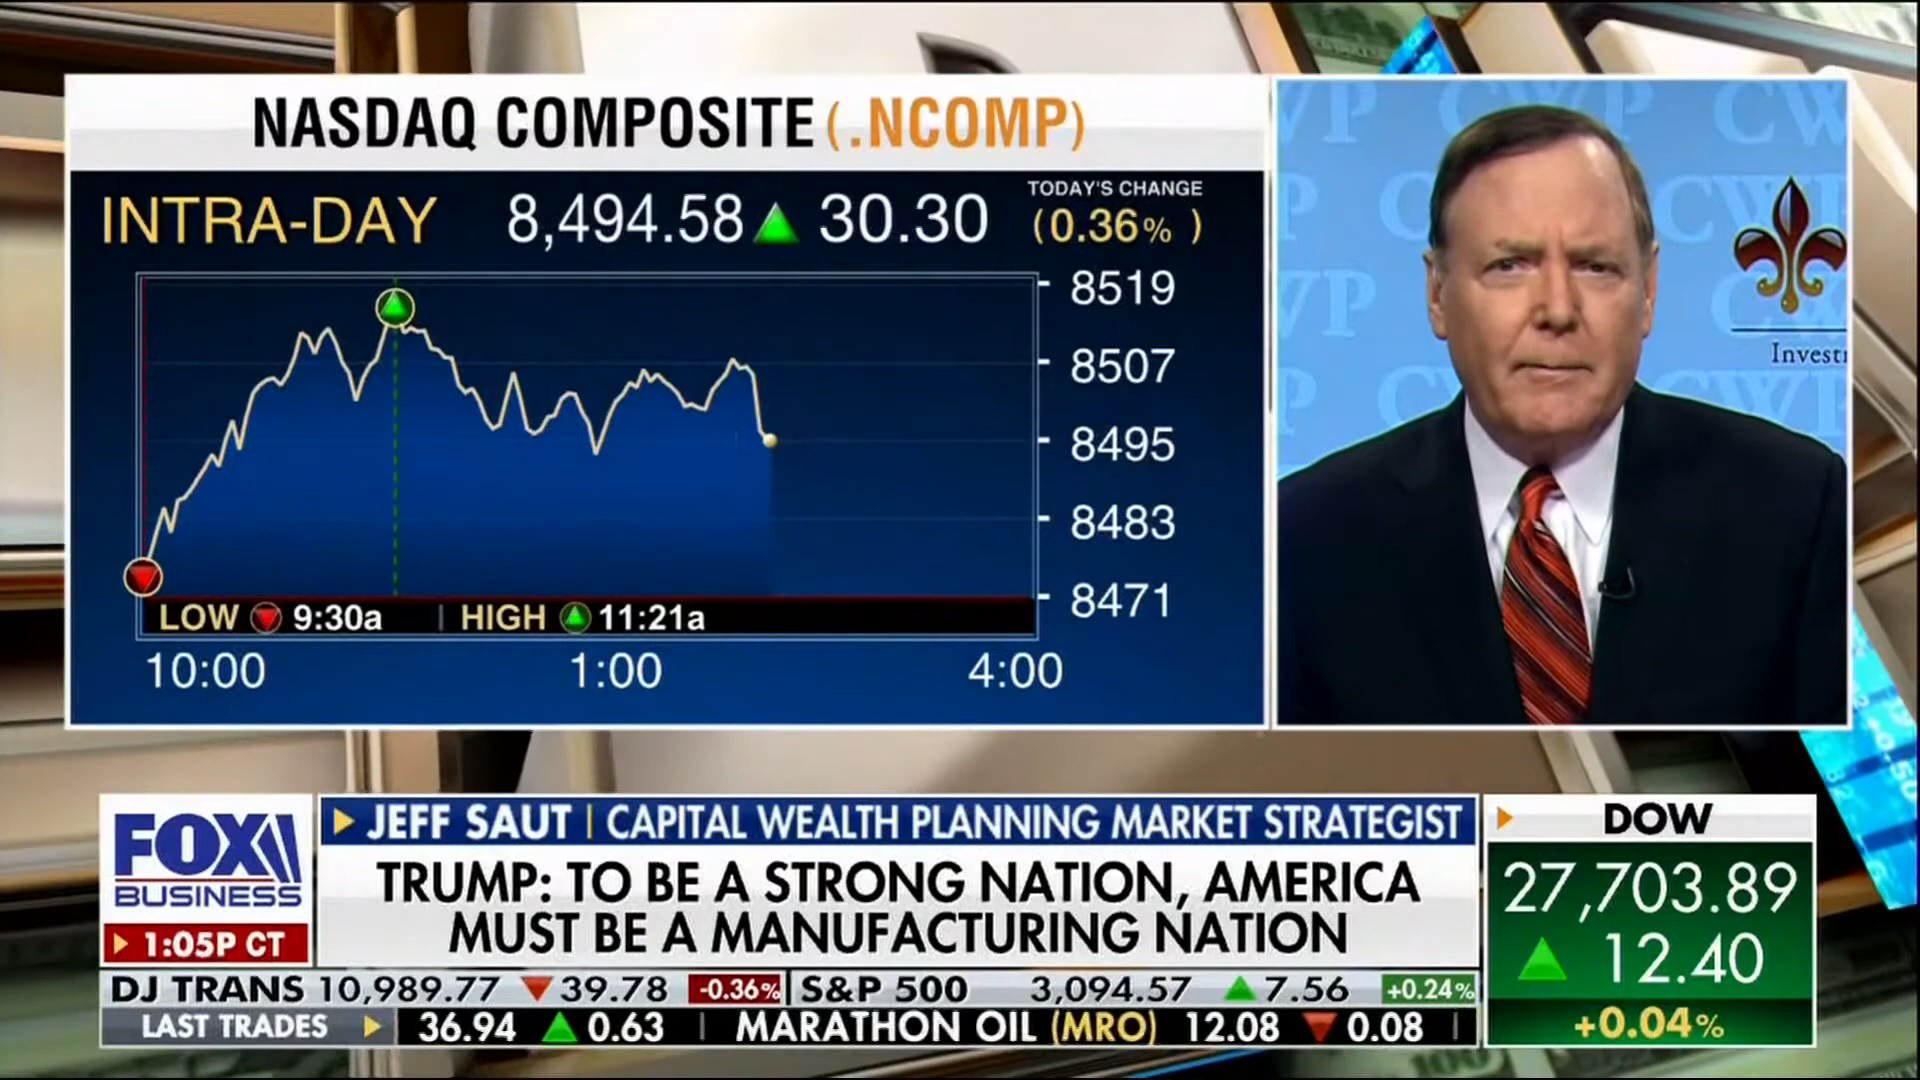 NASDAQ COMPOSITE (.NCOMP)
INTRA-DAY 8,494.58 ▲ 30.30
TODAY'S CHANGE
(0.36% )
8519
8507
8495
8483
8471
LOW ▼ 9:30a | HIGH ▲ 11:21a
10:00 1:00 4:00
CWP
CWP
CWP
Invest
FOX
BUSINESS
1:05P CT
JEFF SAUT | CAPITAL WEALTH PLANNING MARKET STRATEGIST
TRUMP: TO BE A STRONG NATION, AMERICA
MUST BE A MANUFACTURING NATION
DOW
27,703.89
▲ 12.40
+0.04%
DJ TRANS 10,989.77 ▼ 39.78 -0.36% S&P 500 3,094.57 ▲ 7.56 +0.24%
LAST TRADES 36.94 ▲ 0.63 | MARATHON OIL (MRO) 12.08 ▼ 0.08 |